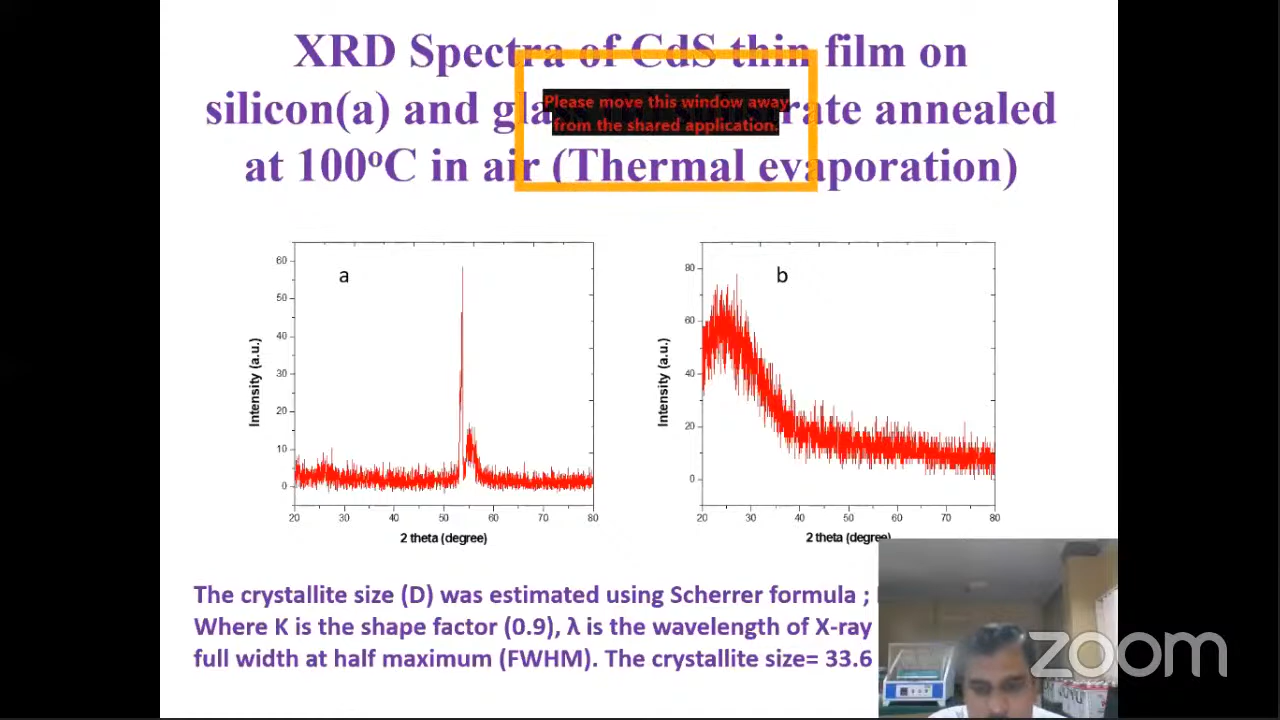 XRD Spectra of CdS thin film on
silicon(a) and glass rate annealed
at 100°C in air (Thermal evaporation)
Please move this window away
from the shared application.
a
60
50
40
30
20
10
0
20 30 40 50 60 70 80
Intensity (a.u.)
2 theta (degree)
b
80
60
40
20
0
20 30 40 50 60 70 80
Intensity (a.u.)
2 theta (degree)
The crystallite size (D) was estimated using Scherrer formula ;
Where K is the shape factor (0.9), λ is the wavelength of X-ray
full width at half maximum (FWHM). The crystallite size= 33.6
zoom